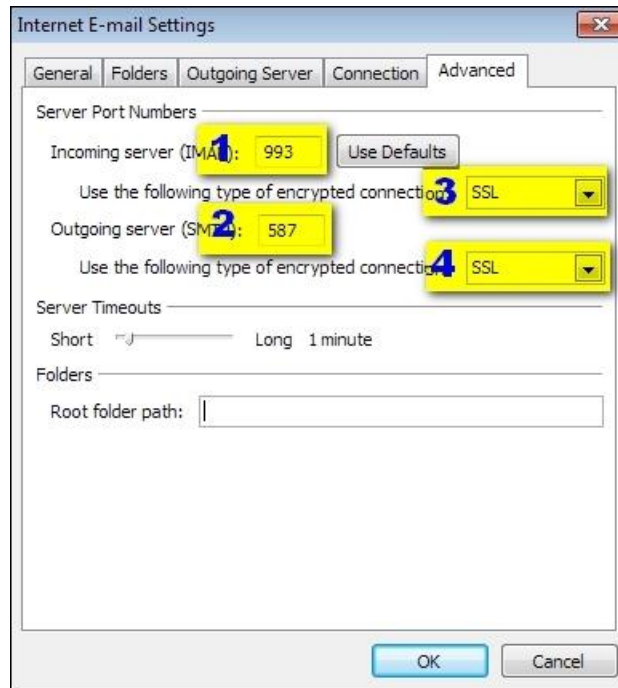 Internet E-mail Settings
General Folders Outgoing Server Connection Advanced
Server Port Numbers
Incoming server (IMAP): 1 993 Use Defaults
Use the following type of encrypted connection 3 SSL
Outgoing server (SMTP): 2 587
Use the following type of encrypted connection 4 SSL
Server Timeouts
Short Long 1 minute
Folders
Root folder path:
OK Cancel